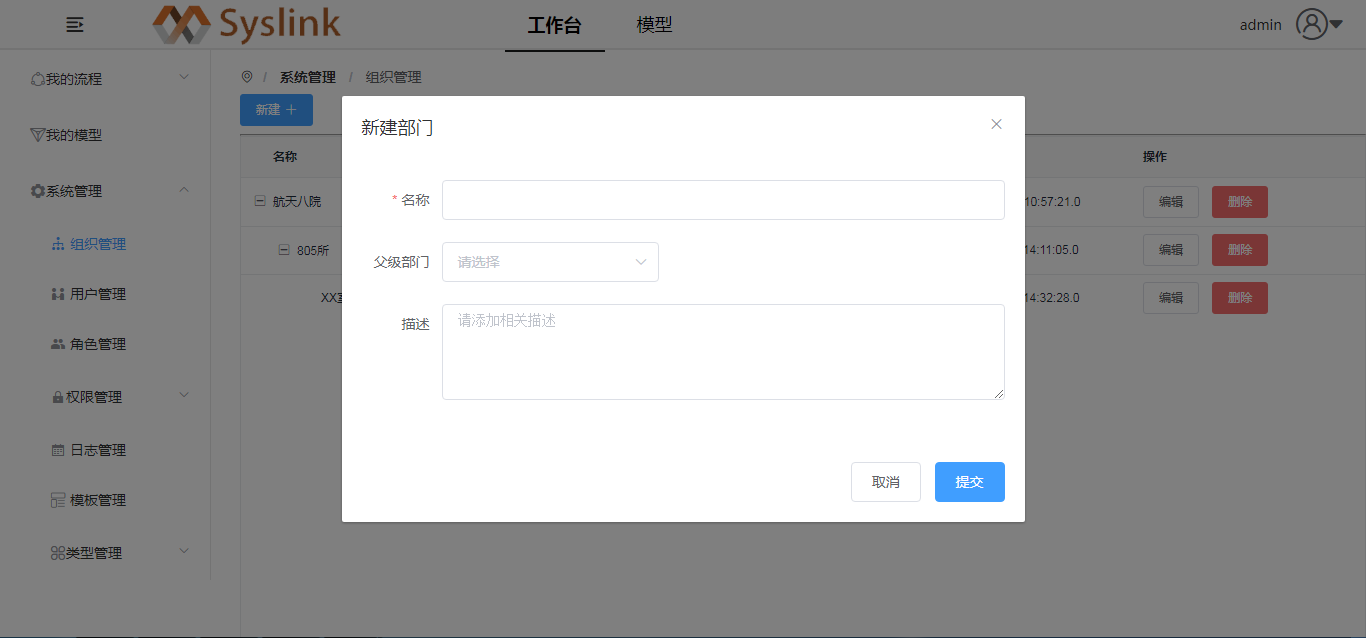 Syslink
工作台
模型
admin
我的流程
我的模型
系统管理
组织管理
用户管理
角色管理
权限管理
日志管理
模板管理
类型管理
/ 系统管理 / 组织管理
新建 +
名称
操作
航天八院
10:57:21.0
编辑
删除
805所
14:11:05.0
编辑
删除
XX
14:32:28.0
编辑
删除
新建部门
* 名称
父级部门
请选择
描述
请添加相关描述
取消
提交